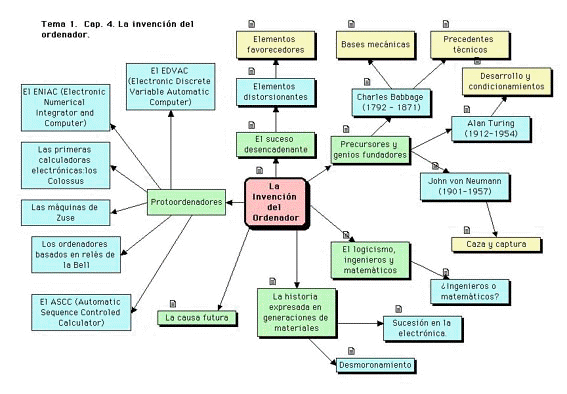 Tema 1. Cap. 4. La invención del
ordenador.
Elementos
favorecedores
Bases mecánicas
Precedentes
técnicos
El EDVAC
(Electronic Discrete
Variable Automatic
Computer)
Elementos
distorsionantes
Charles Babbage
(1792 - 1871)
Desarrollo y
condicionamientos
El ENIAC (Electronic
Numerical
Integrator and
Computer)
El suceso
desencadenante
Precursores y
genios fundadores
Alan Turing
(1912-1954)
Las primeras
calculadoras
electrónicas:los
Colossus
Protoordenadores
La
Invención
del
Ordenador
John von Neumann
(1901-1957)
Las máquinas de
Zuse
Caza y captura
Los ordenadores
basados en relés de
la Bell
El logicismo,
ingenieros y
matemáticos
¿Ingenieros o
matemáticos?
El ASCC (Automatic
Sequence Controled
Calculator)
La causa futura
La historia
expresada en
generaciones de
materiales
Sucesión en la
electrónica.
Desmoronamiento